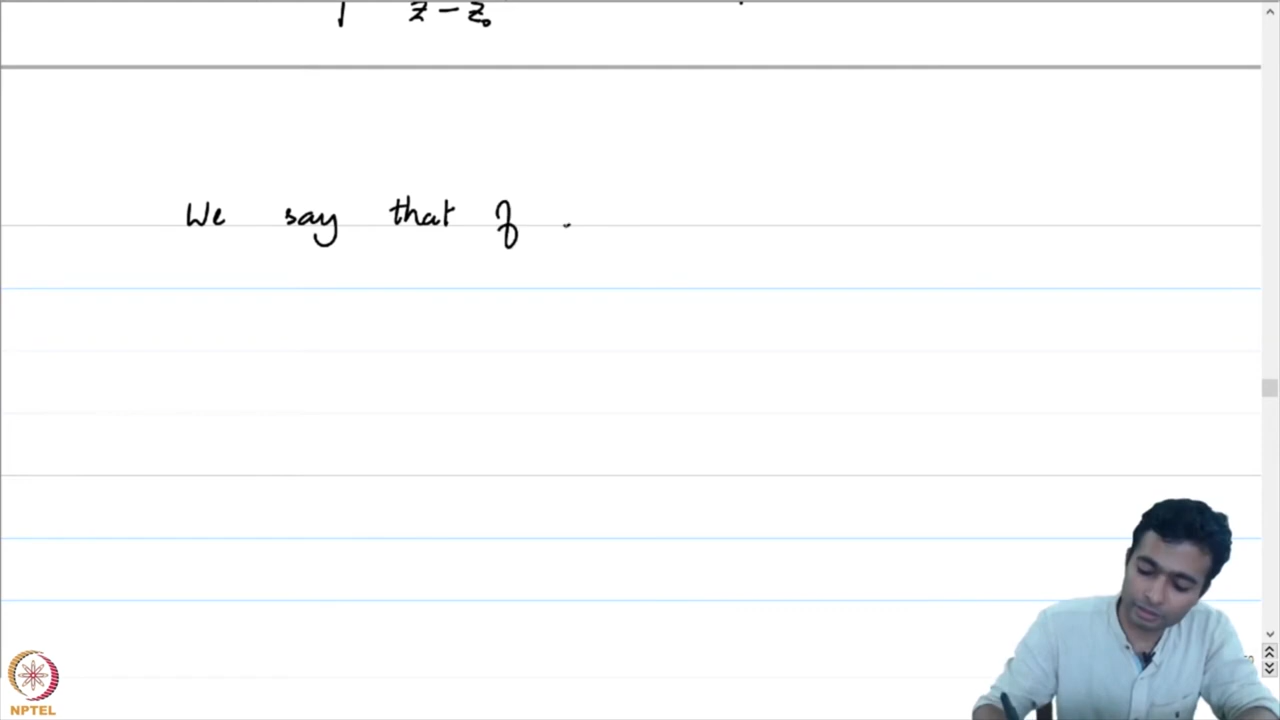 z - z₀
We say that f
NPTEL